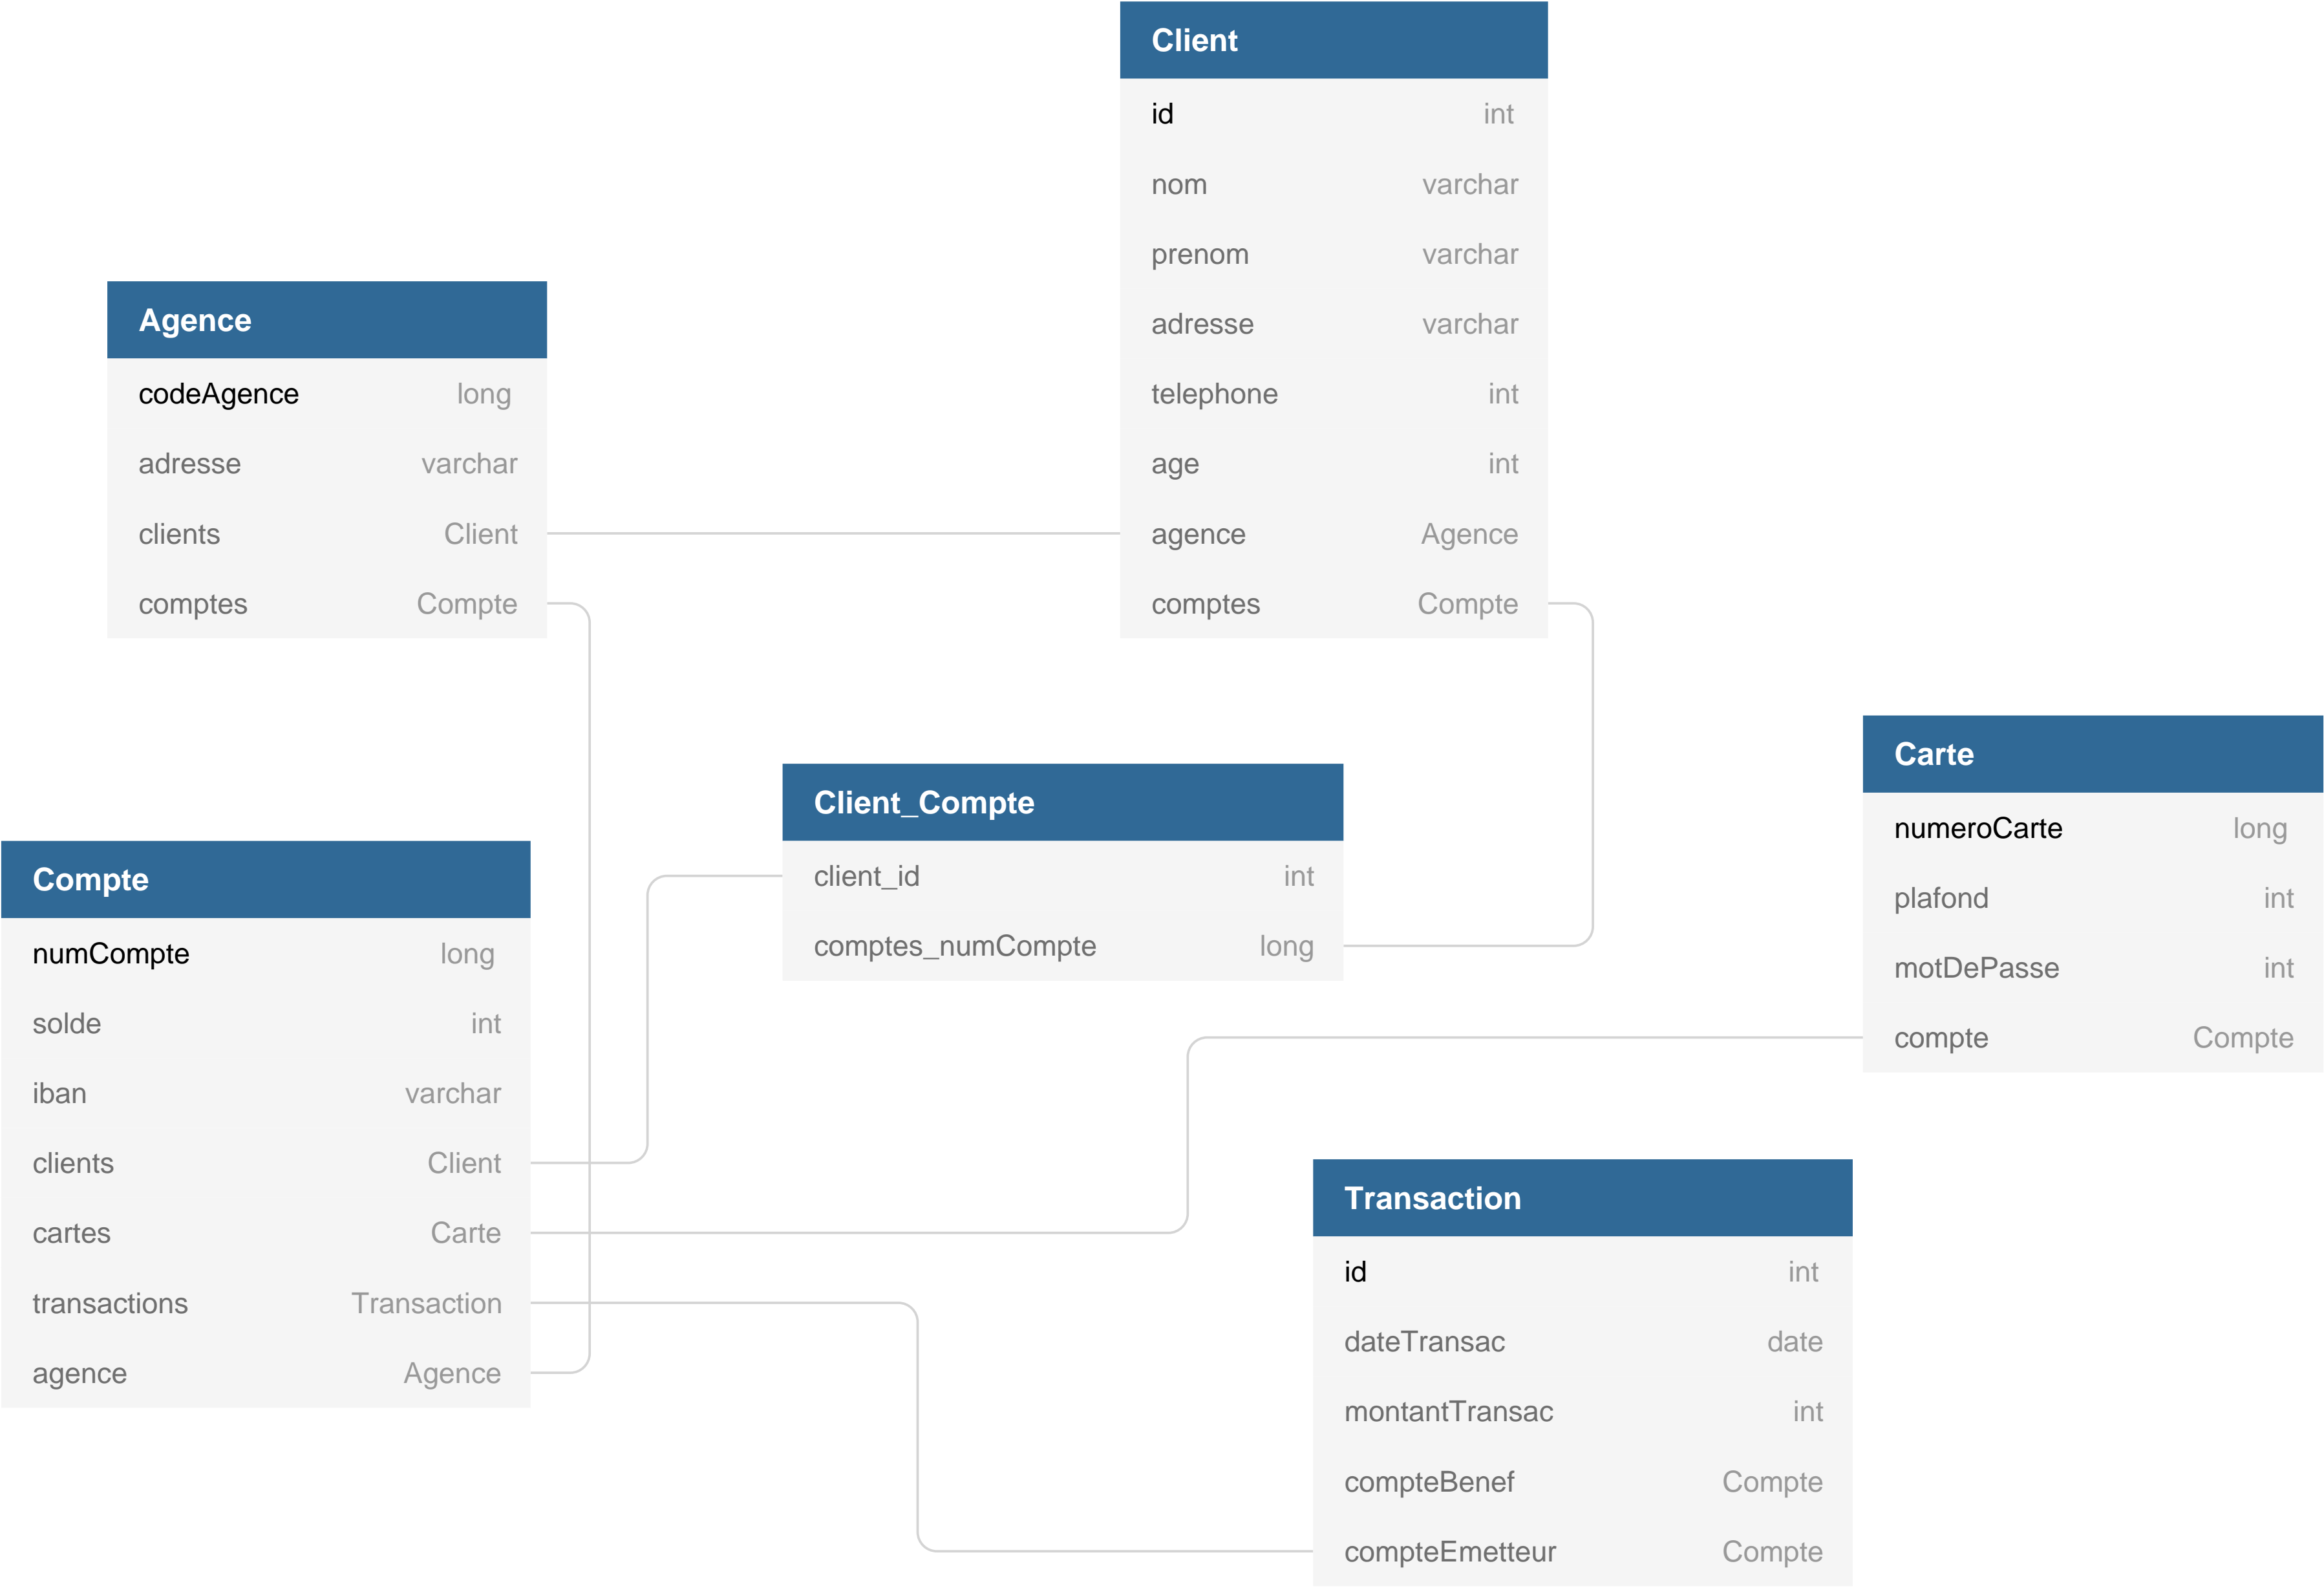 Client
id int
nom varchar
prenom varchar
adresse varchar
telephone int
age int
agence Agence
comptes Compte
Agence
codeAgence long
adresse varchar
clients Client
comptes Compte
Client_Compte
client_id int
comptes_numCompte long
Carte
numeroCarte long
plafond int
motDePasse int
compte Compte
Compte
numCompte long
solde int
iban varchar
clients Client
cartes Carte
transactions Transaction
agence Agence
Transaction
id int
dateTransac date
montantTransac int
compteBenef Compte
compteEmetteur Compte